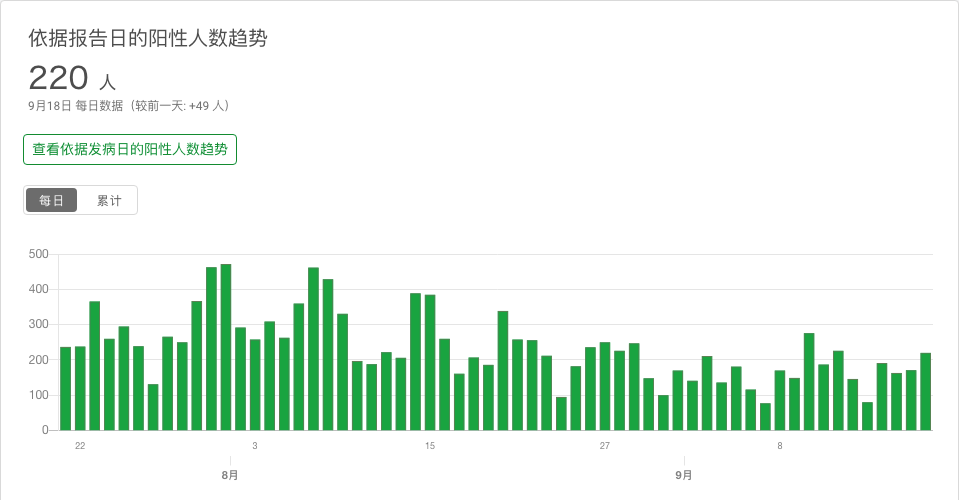 依据报告日的阳性人数趋势
220 人
9月18日 每日数据（较前一天: +49 人）
查看依据发病日的阳性人数趋势
每日 累计
500
400
300
200
100
0
22 3 15 27 8
8月 9月